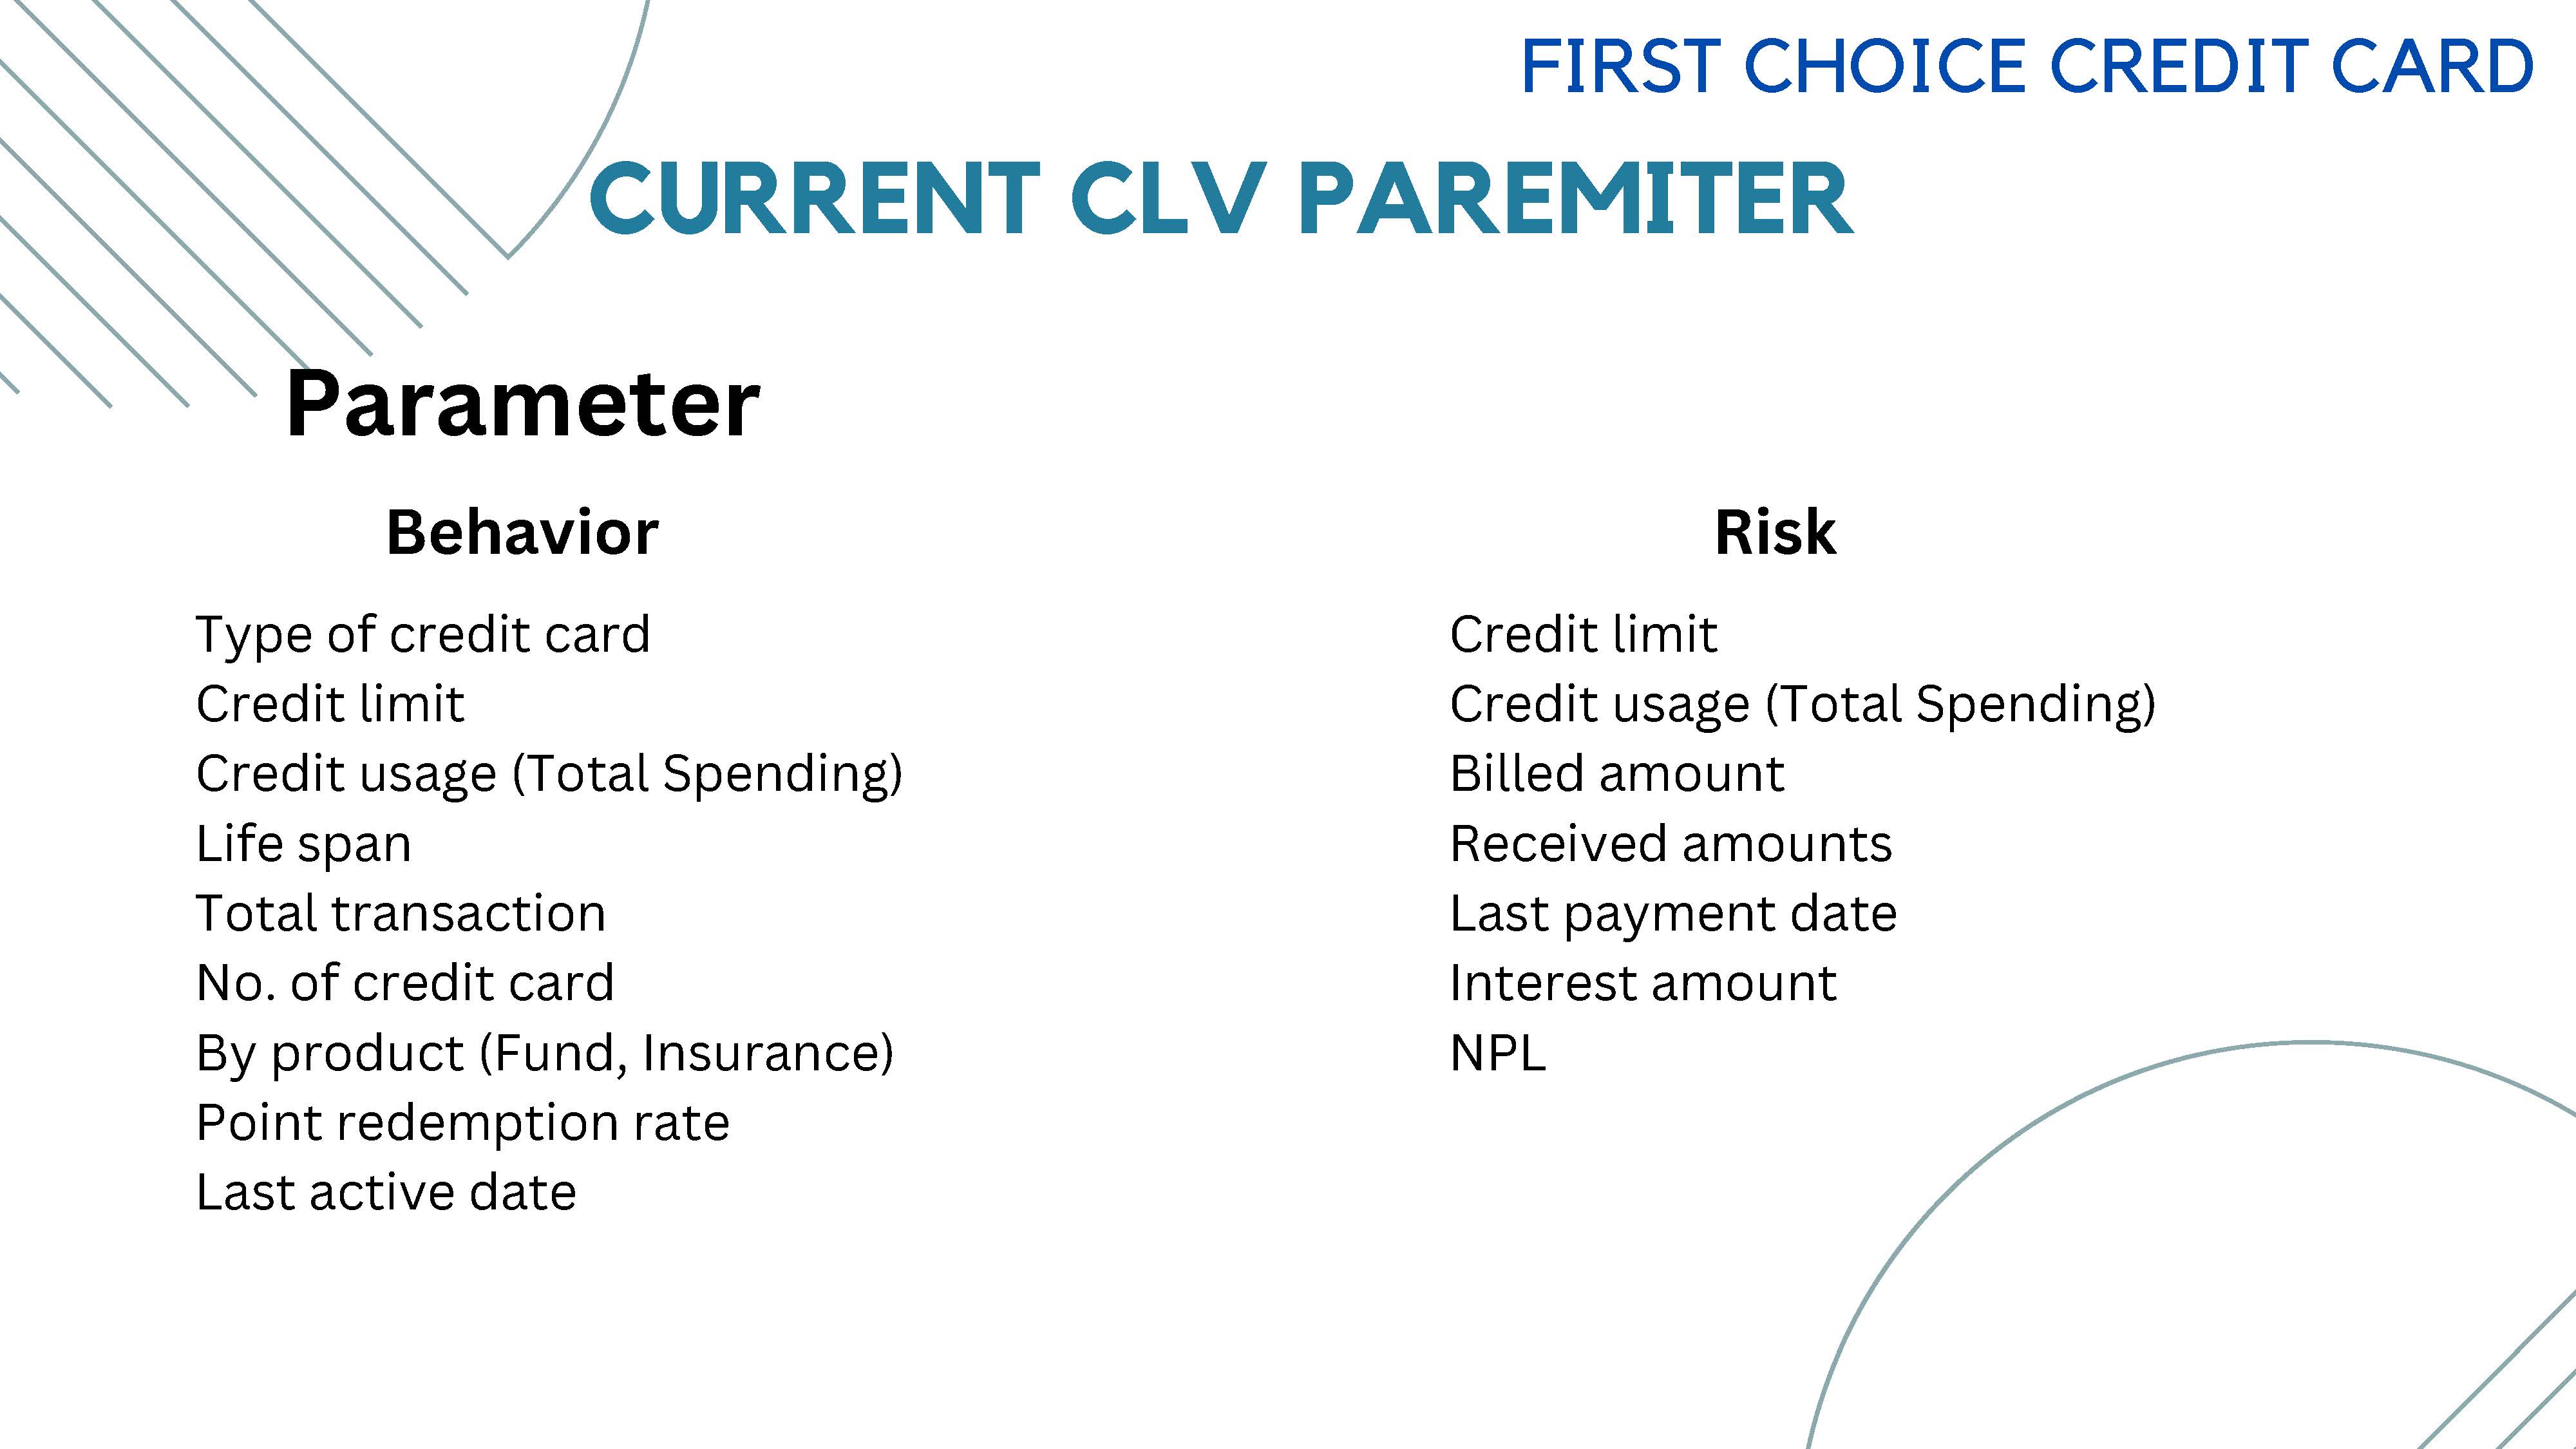 FIRST CHOICE CREDIT CARD
CURRENT CLV PAREMITER
Parameter
Behavior
Type of credit card
Credit limit
Credit usage (Total Spending)
Life span
Total transaction
No. of credit card
By product (Fund, Insurance)
Point redemption rate
Last active date
Risk
Credit limit
Credit usage (Total Spending)
Billed amount
Received amounts
Last payment date
Interest amount
NPL